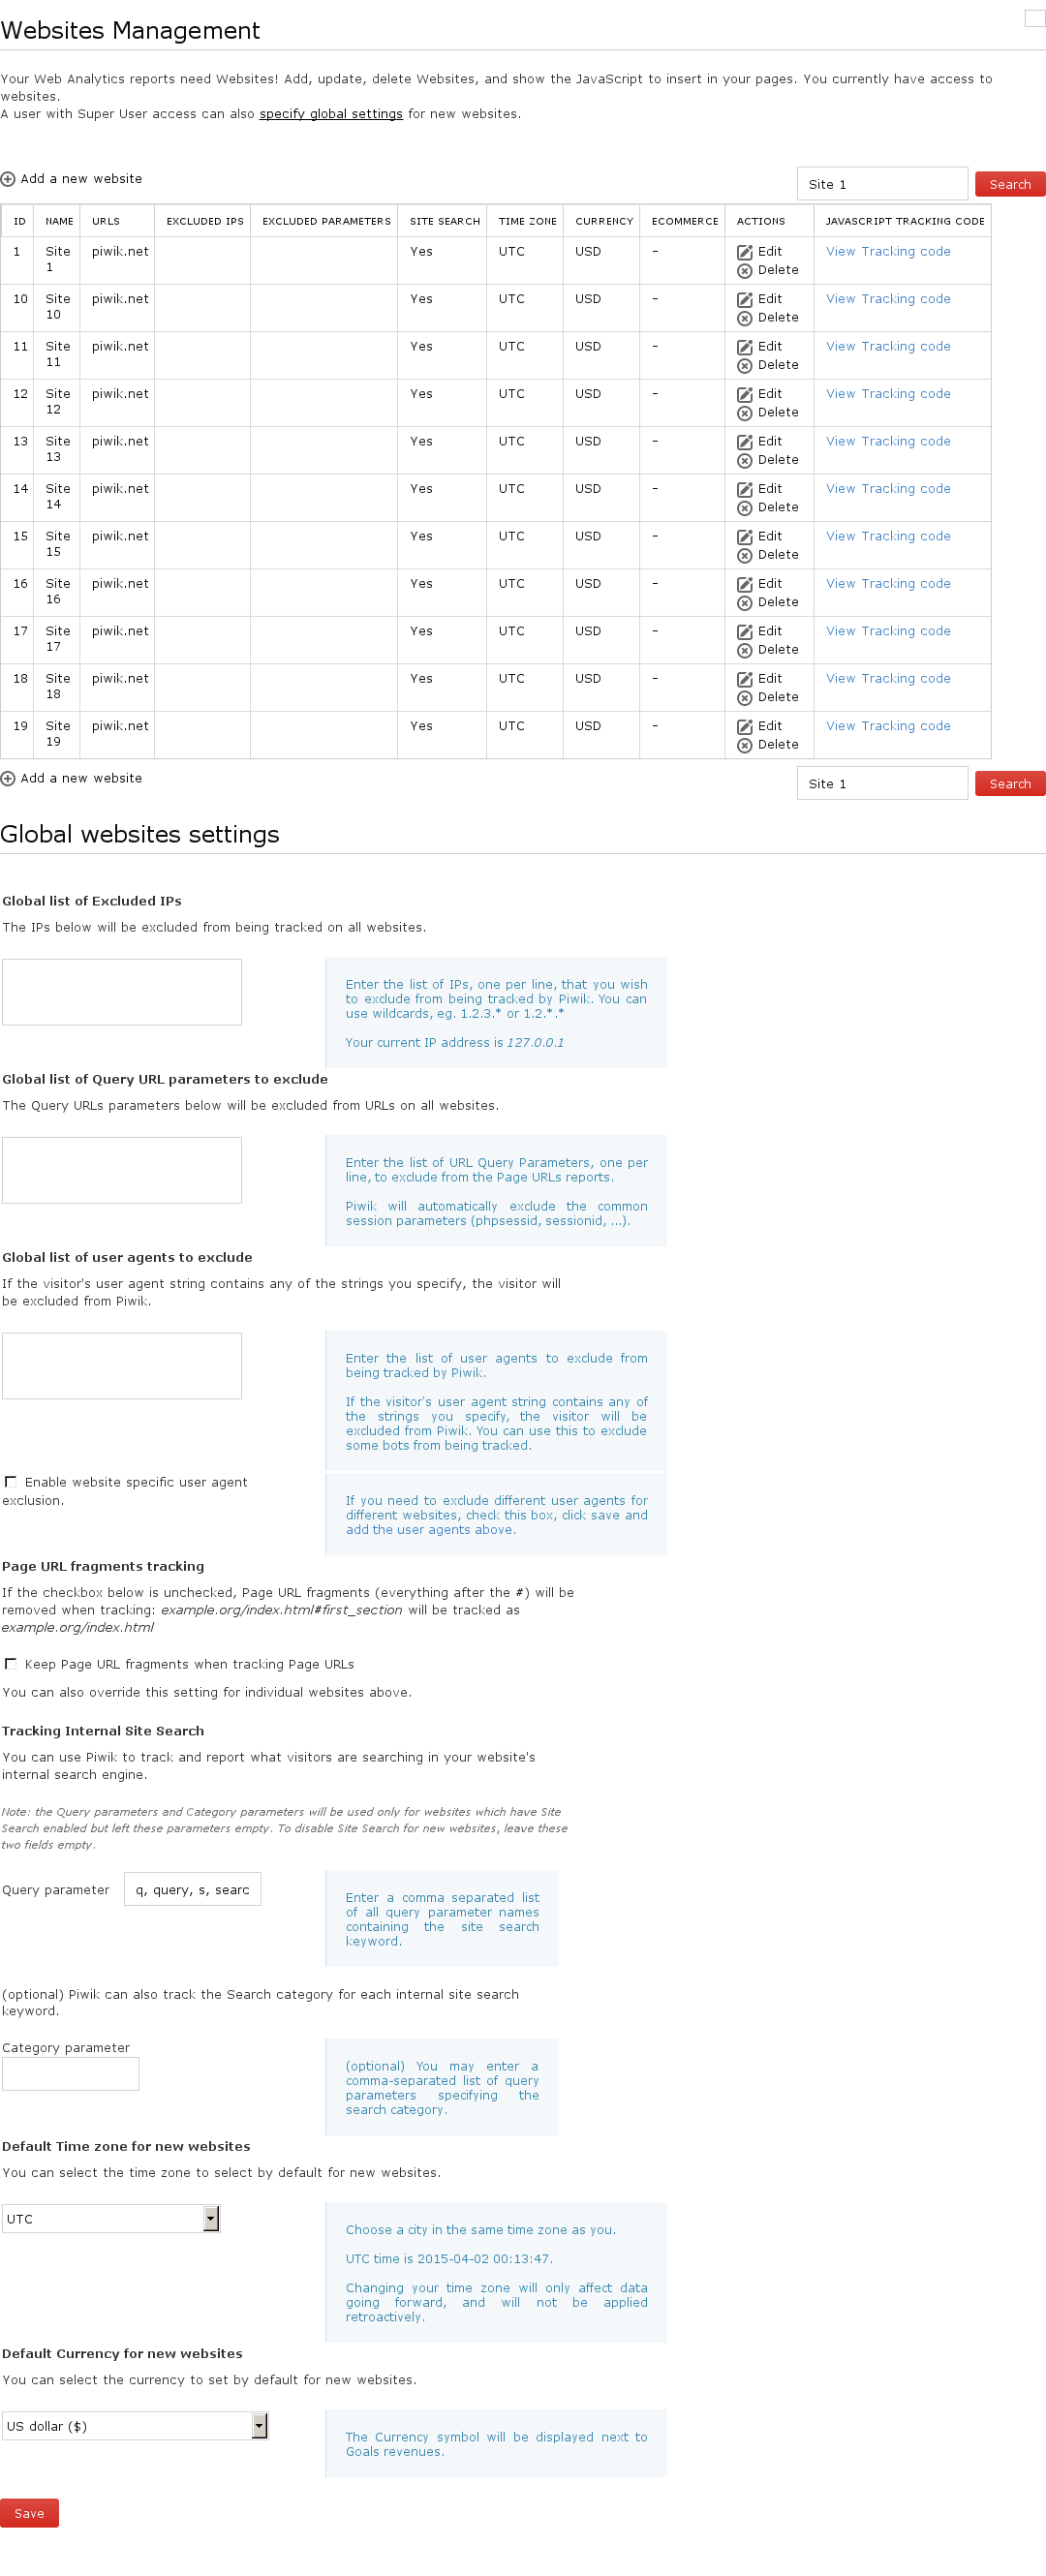 Websites Management
Your Web Analytics reports need Websites! Add, update, delete Websites, and show the JavaScript to insert in your pages. You currently have access to
websites.
A user with Super User access can also specify global settings for new websites.
Add a new website
Site 1 Search
ID NAME URLS EXCLUDED IPS EXCLUDED PARAMETERS SITE SEARCH TIME ZONE CURRENCY ECOMMERCE ACTIONS JAVASCRIPT TRACKING CODE
1 Site piwik.net Yes UTC USD - Edit View Tracking code
1 Delete
10 Site piwik.net Yes UTC USD - Edit View Tracking code
10 Delete
11 Site piwik.net Yes UTC USD - Edit View Tracking code
11 Delete
12 Site piwik.net Yes UTC USD - Edit View Tracking code
12 Delete
13 Site piwik.net Yes UTC USD - Edit View Tracking code
13 Delete
14 Site piwik.net Yes UTC USD - Edit View Tracking code
14 Delete
15 Site piwik.net Yes UTC USD - Edit View Tracking code
15 Delete
16 Site piwik.net Yes UTC USD - Edit View Tracking code
16 Delete
17 Site piwik.net Yes UTC USD - Edit View Tracking code
17 Delete
18 Site piwik.net Yes UTC USD - Edit View Tracking code
18 Delete
19 Site piwik.net Yes UTC USD - Edit View Tracking code
19 Delete
Add a new website
Site 1 Search
Global websites settings
Global list of Excluded IPs
The IPs below will be excluded from being tracked on all websites.
Enter the list of IPs, one per line, that you wish
to exclude from being tracked by Piwik. You can
use wildcards, eg. 1.2.3.* or 1.2.*.*
Your current IP address is 127.0.0.1
Global list of Query URL parameters to exclude
The Query URLs parameters below will be excluded from URLs on all websites.
Enter the list of URL Query Parameters, one per
line, to exclude from the Page URLs reports.
Piwik will automatically exclude the common
session parameters (phpsessid, sessionid, ...).
Global list of user agents to exclude
If the visitor's user agent string contains any of the strings you specify, the visitor will
be excluded from Piwik.
Enter the list of user agents to exclude from
being tracked by Piwik.
If the visitor's user agent string contains any of
the strings you specify, the visitor will be
excluded from Piwik. You can use this to exclude
some bots from being tracked.
Enable website specific user agent
exclusion.
If you need to exclude different user agents for
different websites, check this box, click save and
add the user agents above.
Page URL fragments tracking
If the checkbox below is unchecked, Page URL fragments (everything after the #) will be
removed when tracking: example.org/index.html#first_section will be tracked as
example.org/index.html
Keep Page URL fragments when tracking Page URLs
You can also override this setting for individual websites above.
Tracking Internal Site Search
You can use Piwik to track and report what visitors are searching in your website's
internal search engine.
Note: the Query parameters and Category parameters will be used only for websites which have Site
Search enabled but left these parameters empty. To disable Site Search for new websites, leave these
two fields empty.
Query parameter q, query, s, searc
Enter a comma separated list
of all query parameter names
containing the site search
keyword.
(optional) Piwik can also track the Search category for each internal site search
keyword.
Category parameter
(optional) You may enter a
comma-separated list of query
parameters specifying the
search category.
Default Time zone for new websites
You can select the time zone to select by default for new websites.
UTC
Choose a city in the same time zone as you.
UTC time is 2015-04-02 00:13:47.
Changing your time zone will only affect data
going forward, and will not be applied
retroactively.
Default Currency for new websites
You can select the currency to set by default for new websites.
US dollar ($)
The Currency symbol will be displayed next to
Goals revenues.
Save